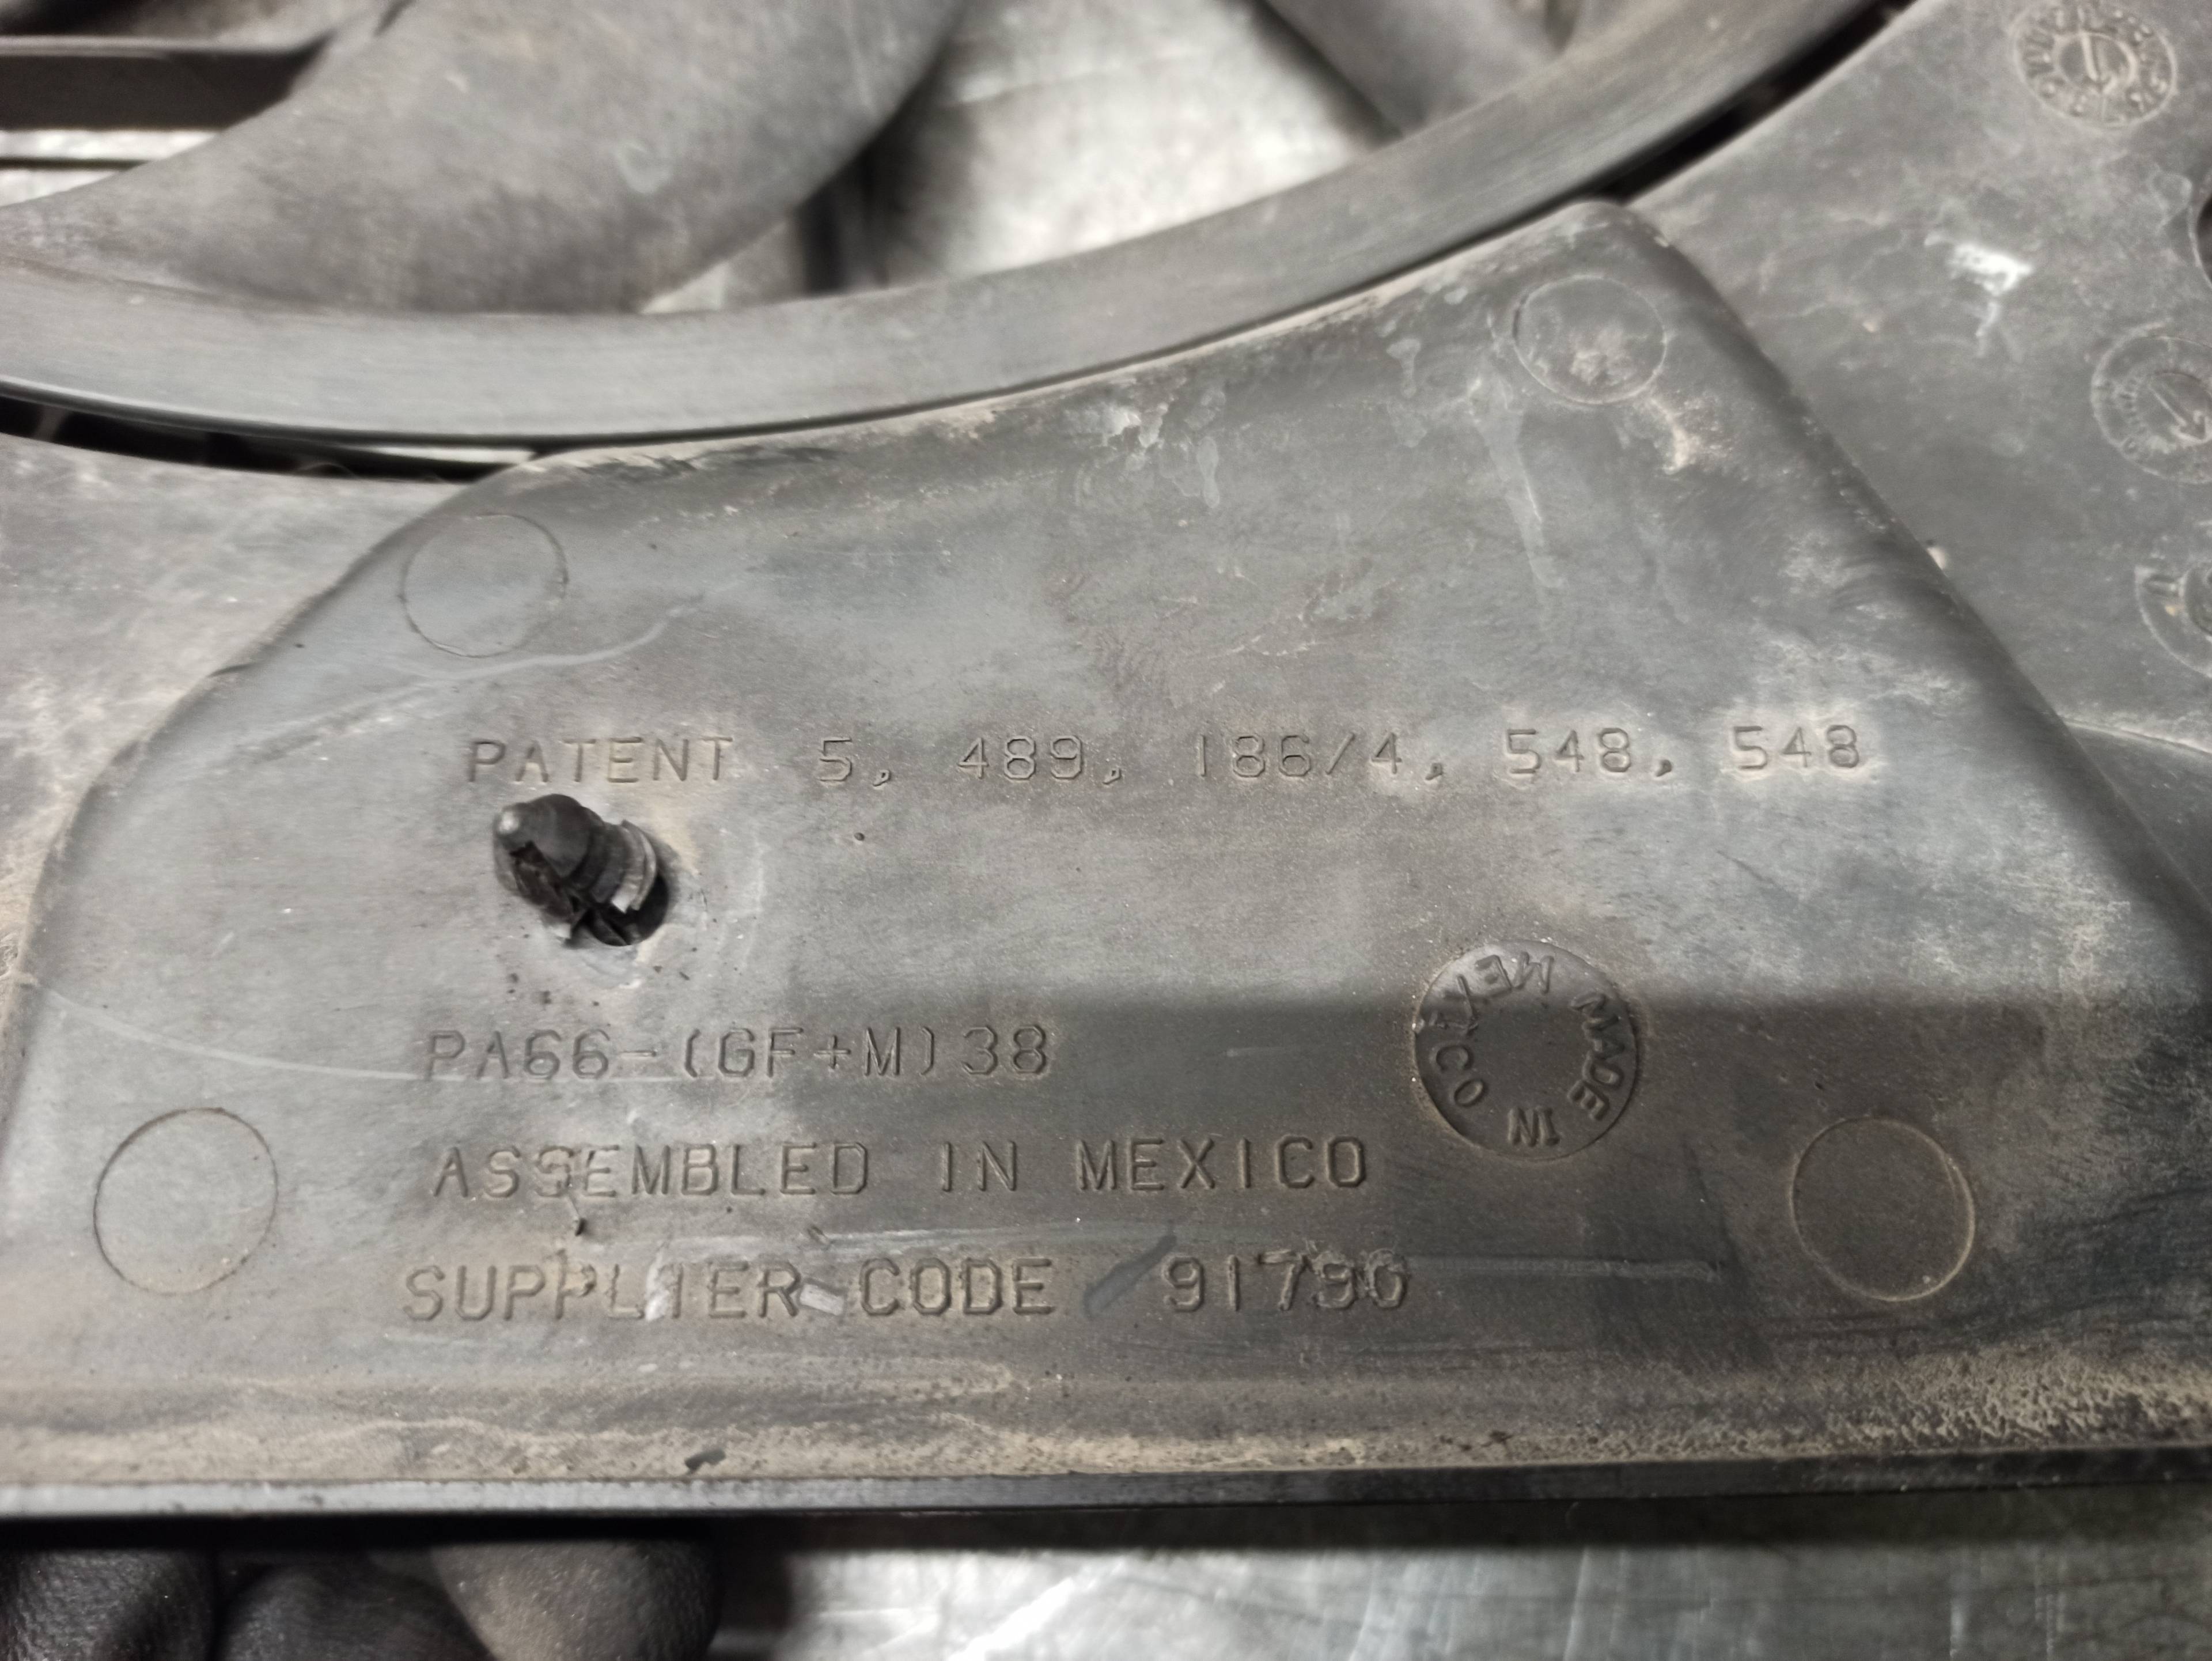 PATENT 5, 489, 186/4, 548, 548
PA66-(GF+M)38
MADE IN MEXICO
ASSEMBLED IN MEXICO
SUPPLIER CODE 91790